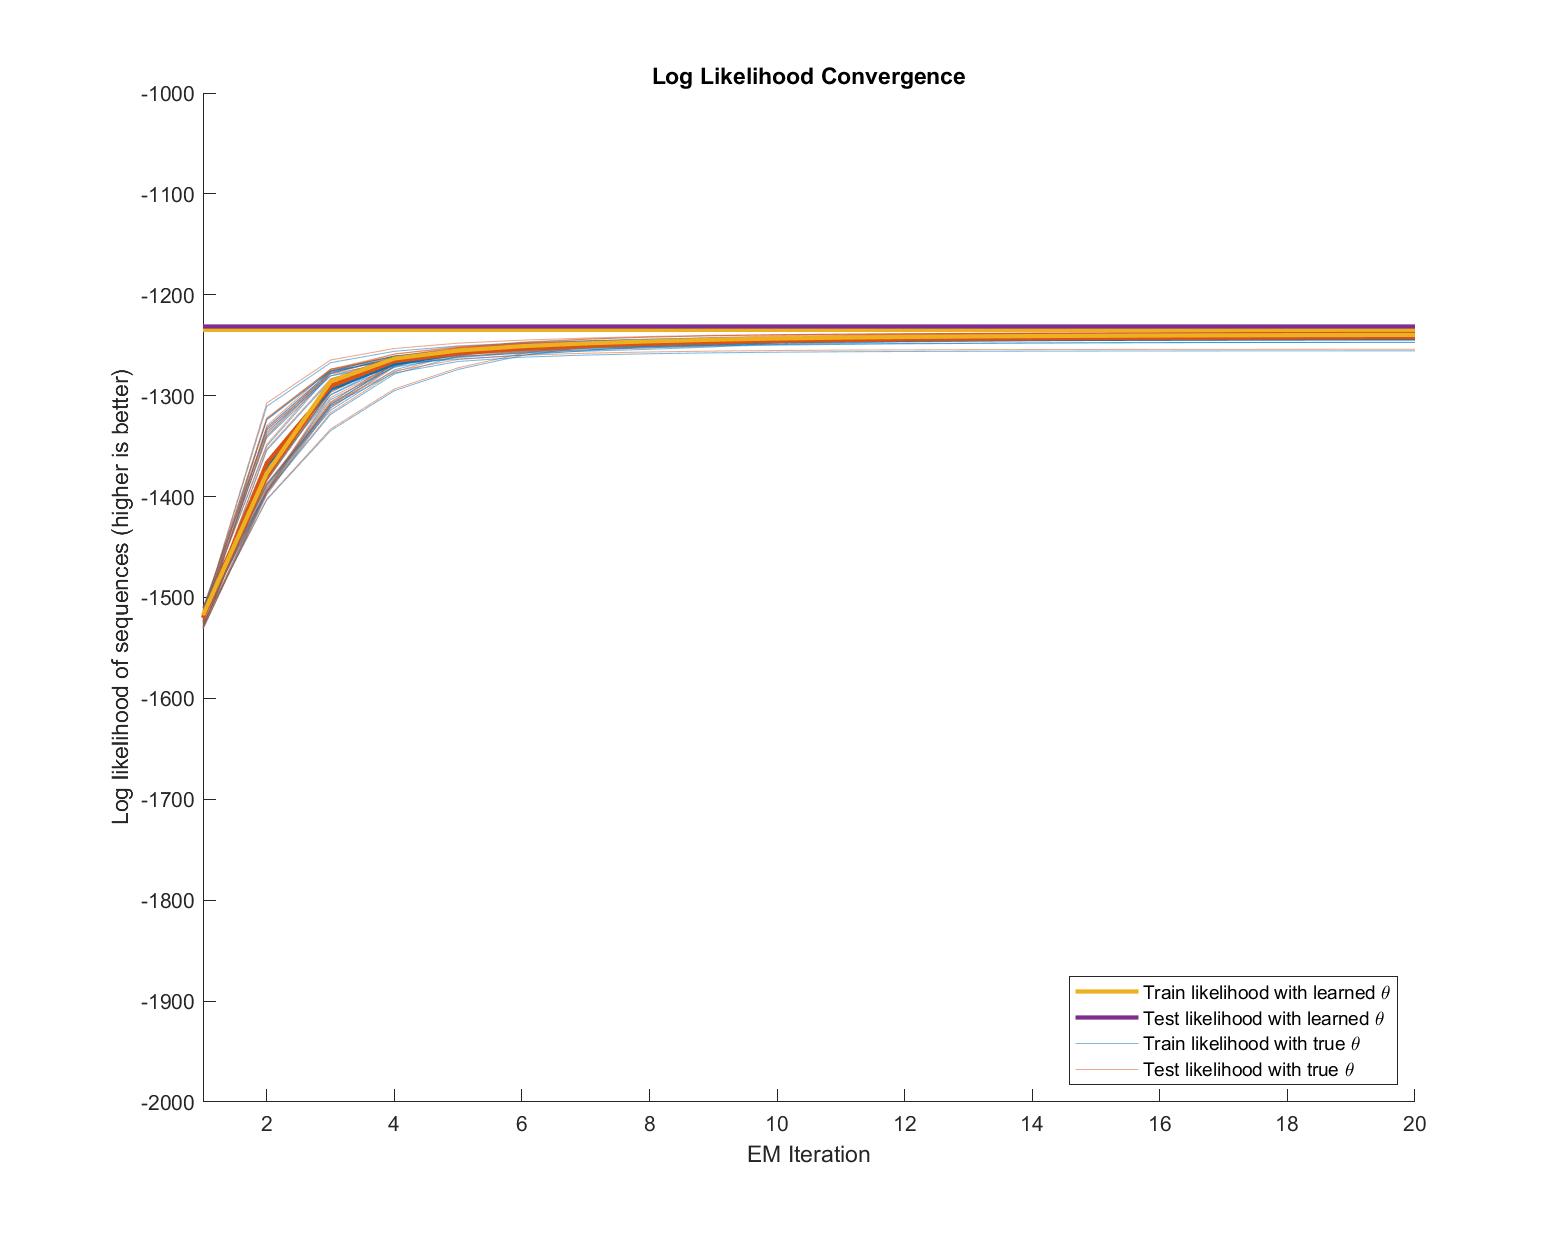 Log Likelihood Convergence
Log likelihood of sequences (higher is better)
-1000
-1100
-1200
-1300
-1400
-1500
-1600
-1700
-1800
-1900
-2000
Train likelihood with learned θ
Test likelihood with learned θ
Train likelihood with true θ
Test likelihood with true θ
2 4 6 8 10 12 14 16 18 20
EM Iteration